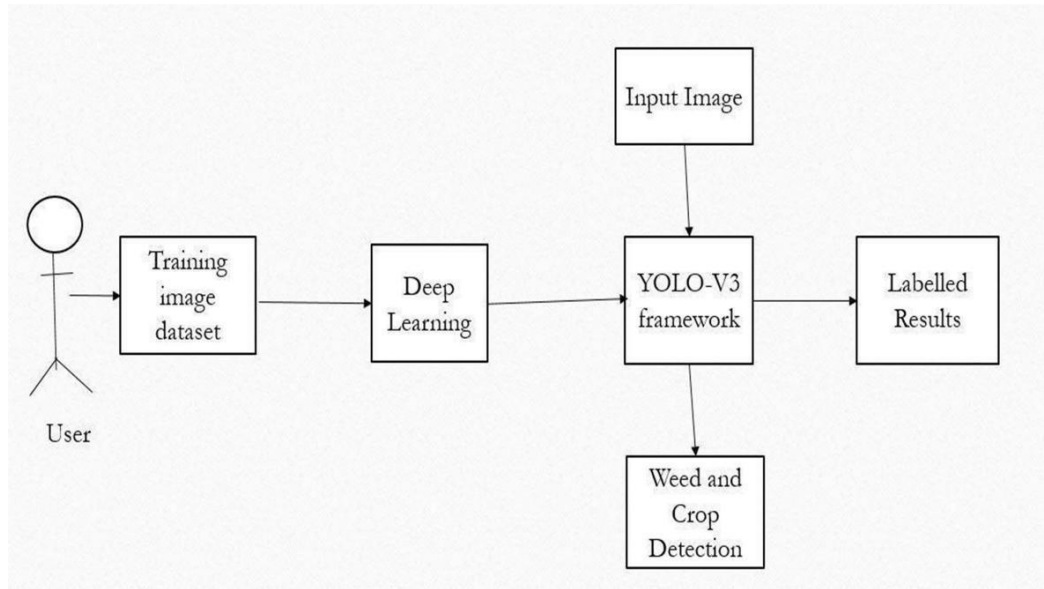 Input Image
Training
image
dataset
Deep
Learning
YOLO-V3
framework
Labelled
Results
User
Weed and
Crop
Detection